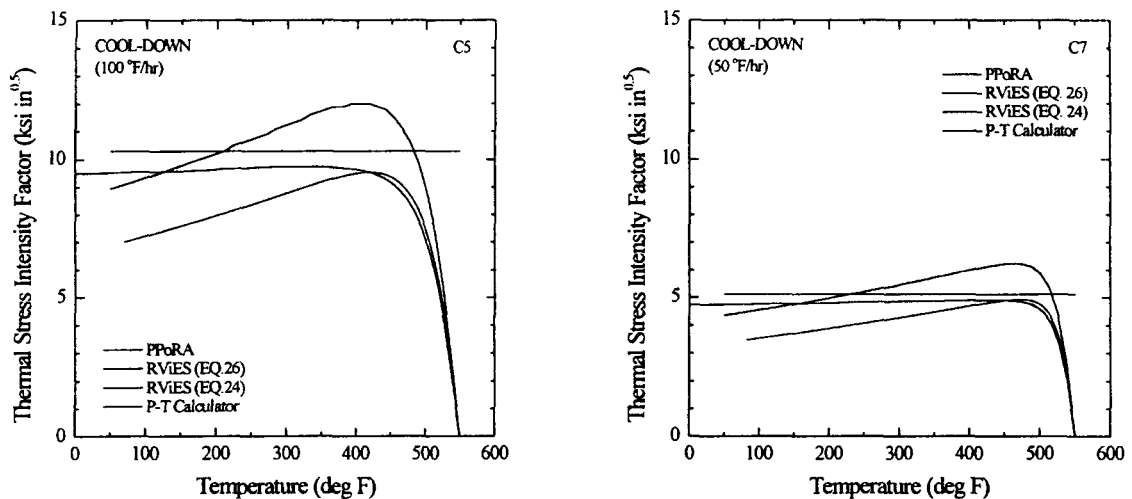 Thermal Stress Intensity Factor (ksi in^0.5)
15
10
5
0
COOL-DOWN
(100 °F/hr)
C5
PPoRA
RViES (EQ.26)
RViES (EQ.24)
P-T Calculator
0 100 200 300 400 500 600
Temperature (deg F)
Thermal Stress Intensity Factor (ksi in^0.5)
15
10
5
0
COOL-DOWN
(50 °F/hr)
C7
PPoRA
RViES (EQ. 26)
RViES (EQ. 24)
P-T Calculator
0 100 200 300 400 500 600
Temperature (deg F)